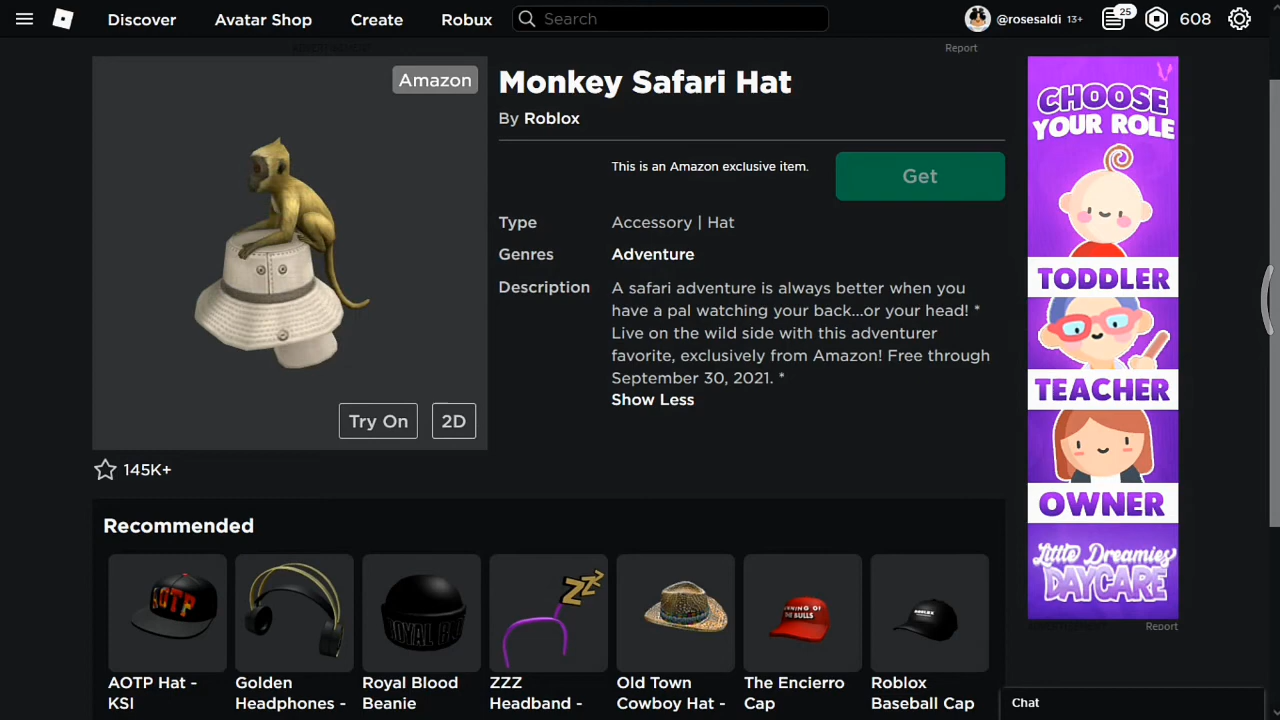 Discover
Avatar Shop
Create
Robux
Search
@rosesaldi 13+
25
608
Report
Amazon
Monkey Safari Hat
By Roblox
This is an Amazon exclusive item.
Get
Type
Accessory | Hat
Genres
Adventure
Description
A safari adventure is always better when you
have a pal watching your back...or your head! *
Live on the wild side with this adventurer
favorite, exclusively from Amazon! Free through
September 30, 2021. *
Show Less
Try On
2D
145K+
CHOOSE
YOUR ROLE
TODDLER
TEACHER
OWNER
Little Dreamies
DAYCARE
Report
Recommended
AOTP
ROYAL
ZZZ
ROBLOX
AOTP Hat -
KSI
Golden
Headphones -
Royal Blood
Beanie
ZZZ
Headband -
Old Town
Cowboy Hat -
The Encierro
Cap
Roblox
Baseball Cap
Chat